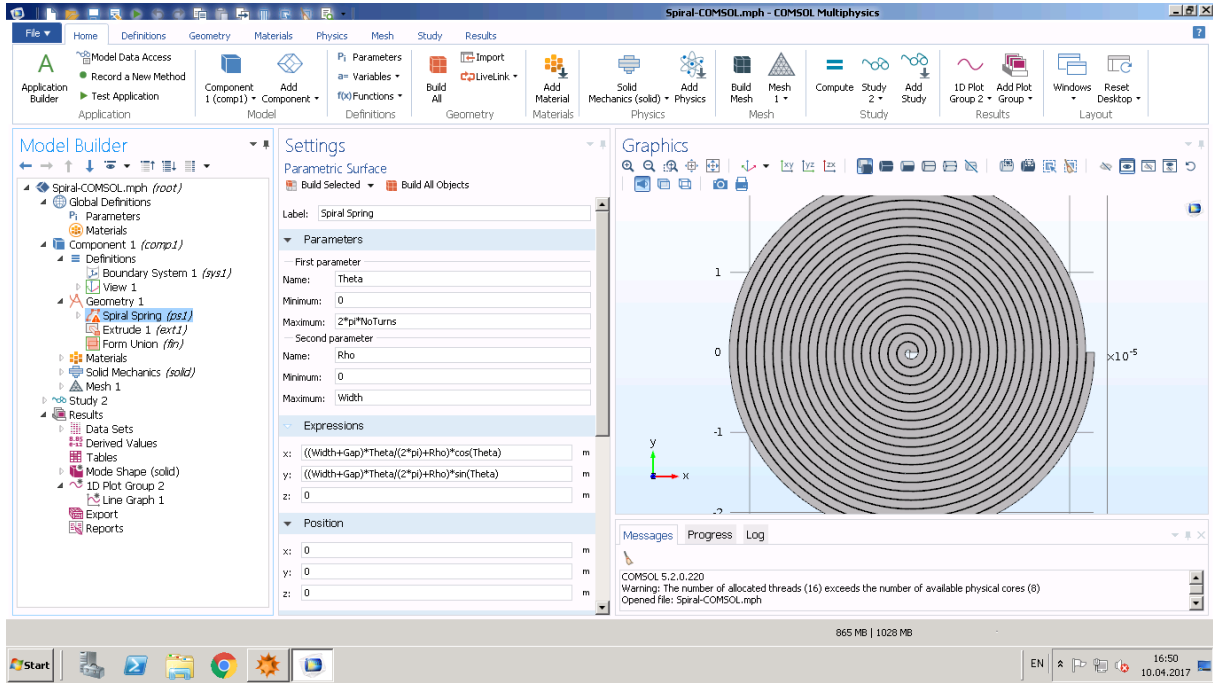 Spiral-COMSOL.mph - COMSOL Multiphysics
File Home Definitions Geometry Materials Physics Mesh Study Results
Application Builder
Model Data Access
Record a New Method
Test Application
Application
Component 1 (comp1)
Add Component
Model
Pi Parameters
a= Variables
f(x) Functions
Definitions
Build All
Import
LiveLink
Geometry
Add Material
Materials
Solid Mechanics (solid)
Add Physics
Physics
Build Mesh
Mesh 1
Mesh
Compute
Study 2
Add Study
Study
1D Plot Group 2
Add Plot Group
Results
Windows
Reset Desktop
Layout
Model Builder
Spiral-COMSOL.mph (root)
Global Definitions
Pi Parameters
Materials
Component 1 (comp1)
Definitions
Boundary System 1 (sys1)
View 1
Geometry 1
Spiral Spring (ps1)
Extrude 1 (ext1)
Form Union (fin)
Materials
Solid Mechanics (solid)
Mesh 1
Study 2
Results
Data Sets
Derived Values
Tables
Mode Shape (solid)
1D Plot Group 2
Line Graph 1
Export
Reports
Settings
Parametric Surface
Build Selected Build All Objects
Label: Spiral Spring
Parameters
First parameter
Name: Theta
Minimum: 0
Maximum: 2*pi*NoTurns
Second parameter
Name: Rho
Minimum: 0
Maximum: Width
Expressions
x: ((Width+Gap)*Theta/(2*pi)+Rho)*cos(Theta) m
y: ((Width+Gap)*Theta/(2*pi)+Rho)*sin(Theta) m
z: 0 m
Position
x: 0 m
y: 0 m
z: 0 m
Graphics
xy yz zx
1
0
×10⁻⁵
-1
-2
y
x
Messages Progress Log
COMSOL 5.2.0.220
Warning: The number of allocated threads (16) exceeds the number of available physical cores (8)
Opened file: Spiral-COMSOL.mph
865 MB | 1028 MB
Start
EN
16:50
10.04.2017